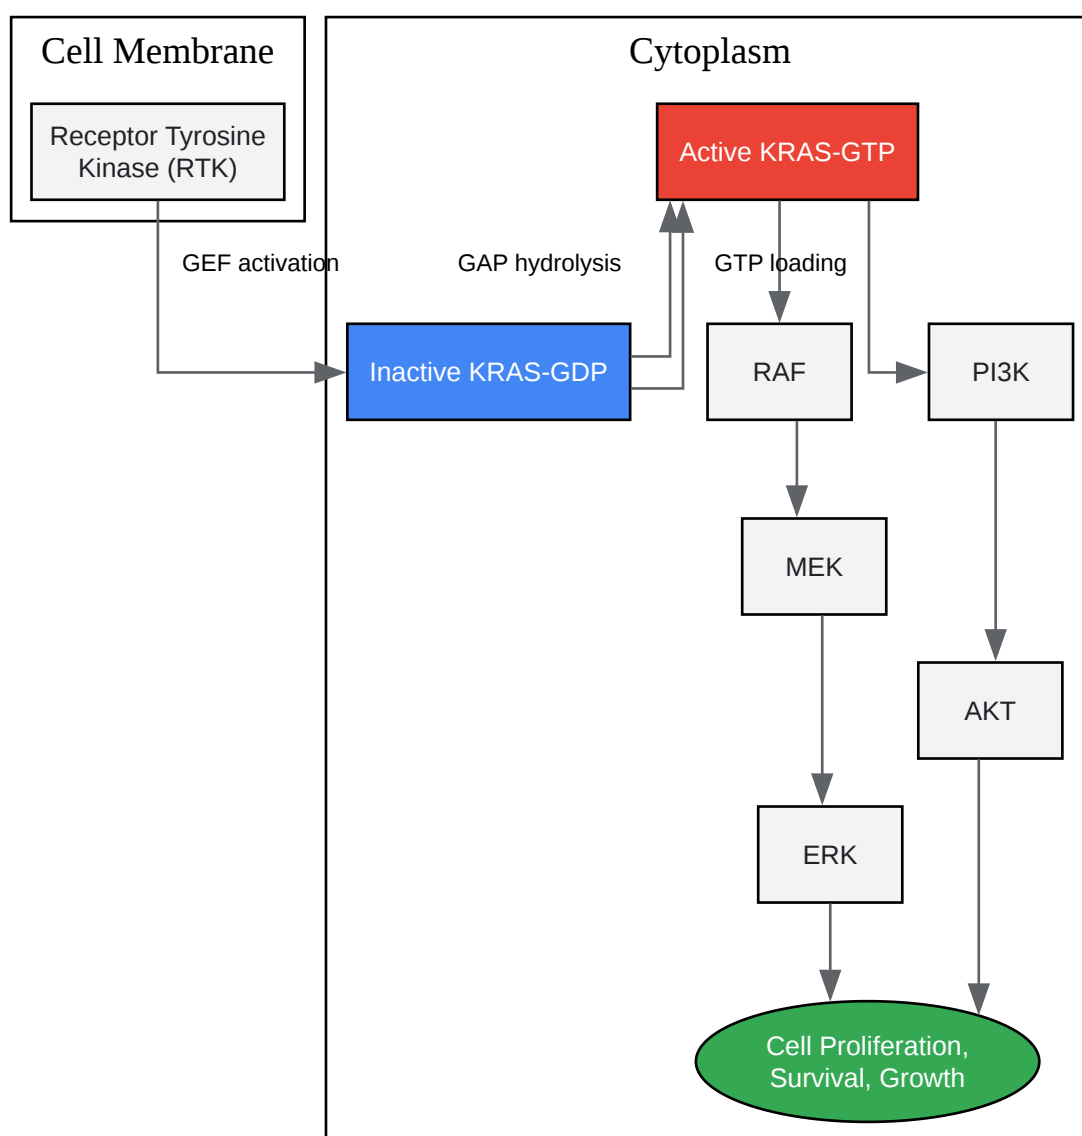 Cell Membrane
Cytoplasm
Receptor Tyrosine
Kinase (RTK)
Active KRAS-GTP
GEF activation
GAP hydrolysis
GTP loading
Inactive KRAS-GDP
RAF
PI3K
MEK
AKT
ERK
Cell Proliferation,
Survival, Growth